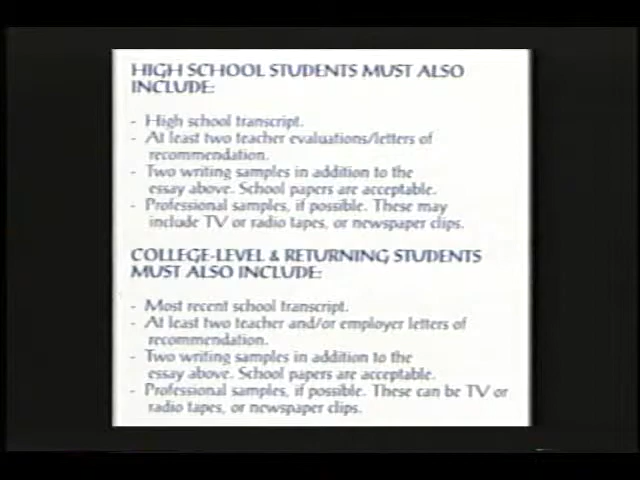 HIGH SCHOOL STUDENTS MUST ALSO
INCLUDE:
- High school transcript.
- At least two teacher evaluations/letters of
recommendation.
- Two writing samples in addition to the
essay above. School papers are acceptable.
- Professional samples, if possible. These may
include TV or radio tapes, or newspaper clips.
COLLEGE-LEVEL & RETURNING STUDENTS
MUST ALSO INCLUDE:
- Most recent school transcript.
- At least two teacher and/or employer letters of
recommendation.
- Two writing samples in addition to the
essay above. School papers are acceptable.
- Professional samples, if possible. These can be TV or
radio tapes, or newspaper clips.